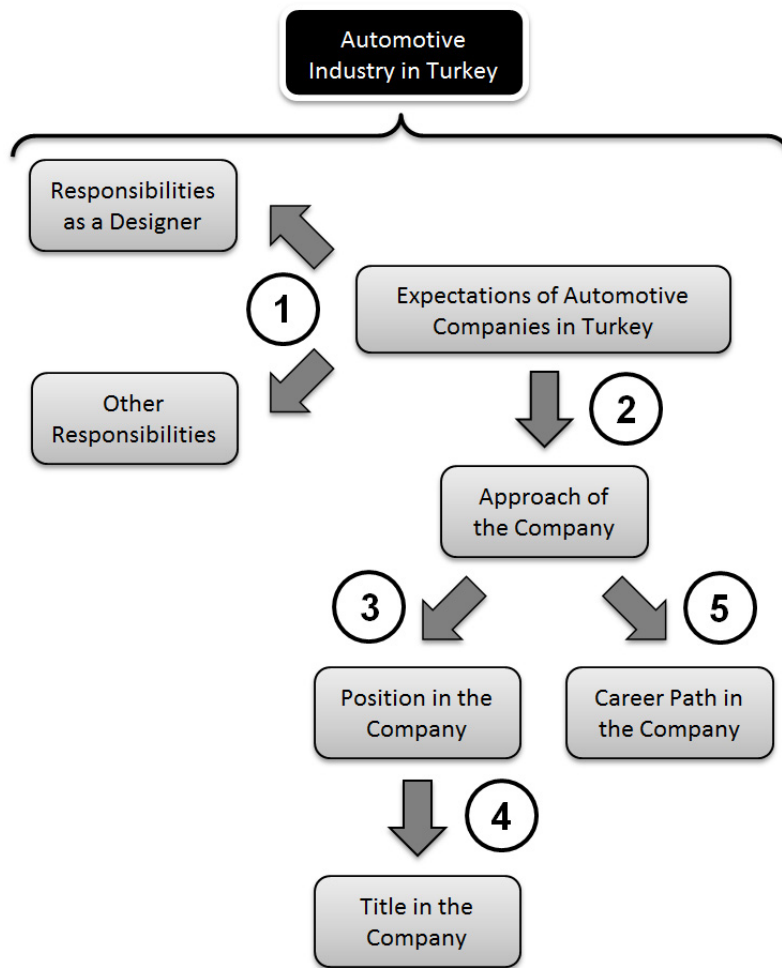 Automotive
Industry in Turkey
Responsibilities
as a Designer
1
Expectations of Automotive
Companies in Turkey
Other
Responsibilities
2
Approach of
the Company
3
5
Position in the
Company
Career Path in
the Company
4
Title in the
Company